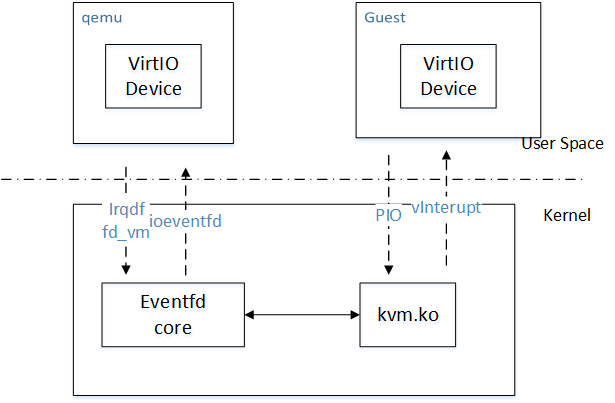 qemu
VirtIO
Device
Guest
VirtIO
Device
User Space
Kernel
Irqdf
fd_vm
ioeventfd
PIO
vInterupt
Eventfd
core
kvm.ko